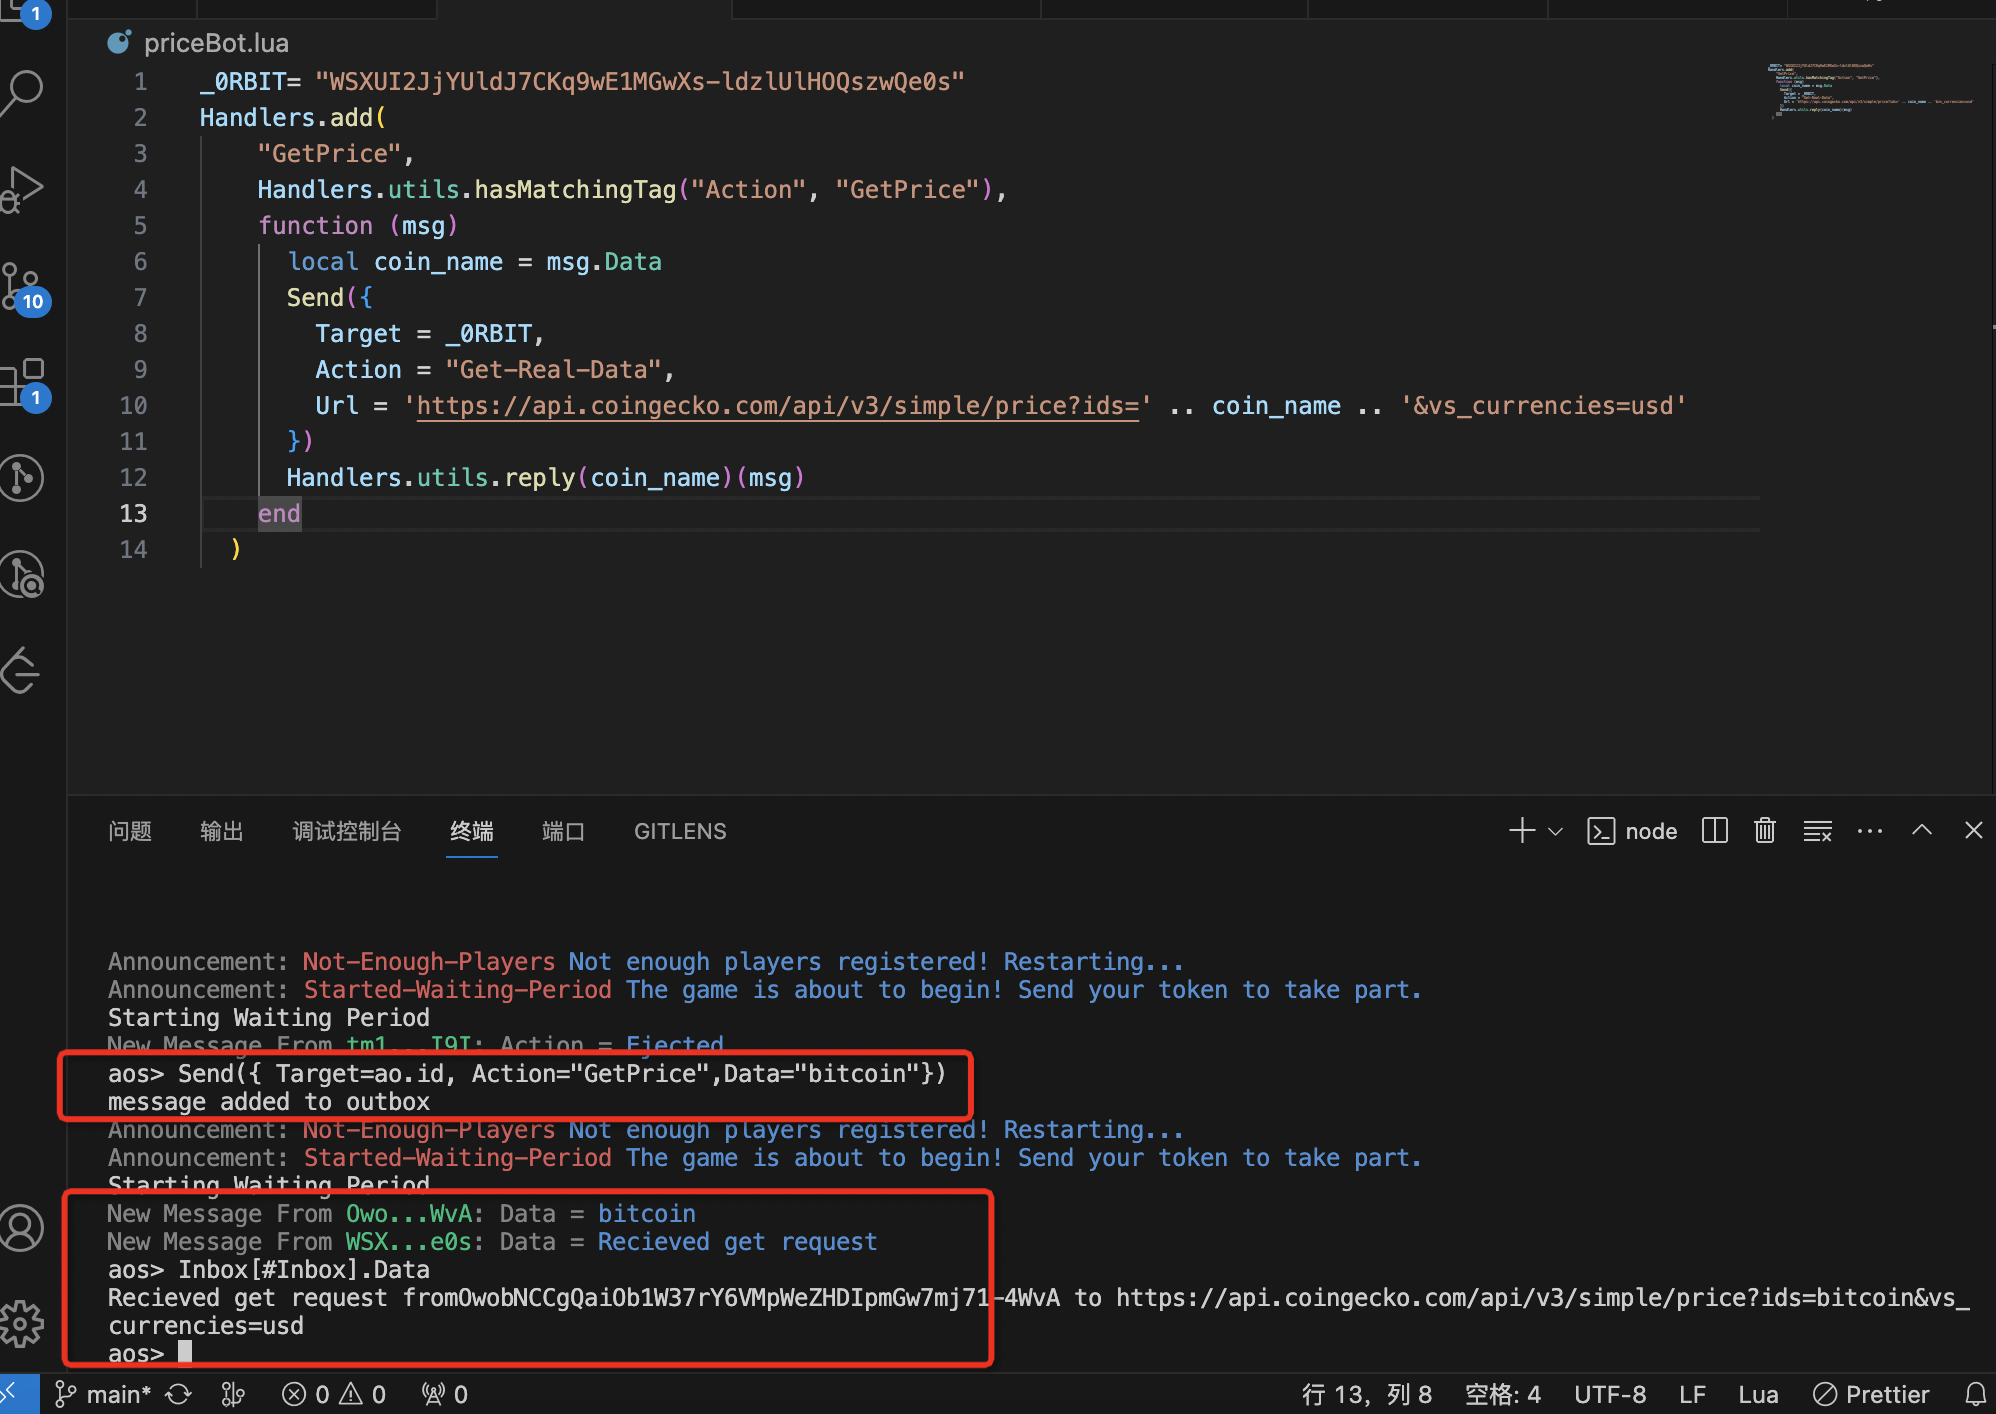 1
priceBot.lua
1 _0RBIT= "WSXUI2JjYUldJ7CKq9wE1MGwXs-ldzlUlHOQszwQe0s"
2 Handlers.add(
3 "GetPrice",
4 Handlers.utils.hasMatchingTag("Action", "GetPrice"),
5 function (msg)
6 local coin_name = msg.Data
7 Send({
8 Target = _0RBIT,
9 Action = "Get-Real-Data",
10 Url = 'https://api.coingecko.com/api/v3/simple/price?ids=' .. coin_name .. '&vs_currencies=usd'
11 })
12 Handlers.utils.reply(coin_name)(msg)
13 end
14 )
10
1
问题 输出 调试控制台 终端 端口 GITLENS node
Announcement: Not-Enough-Players Not enough players registered! Restarting...
Announcement: Started-Waiting-Period The game is about to begin! Send your token to take part.
Starting Waiting Period
New Message From tm1...I9I: Action = Ejected
aos> Send({ Target=ao.id, Action="GetPrice",Data="bitcoin"})
message added to outbox
Announcement: Not-Enough-Players Not enough players registered! Restarting...
Announcement: Started-Waiting-Period The game is about to begin! Send your token to take part.
Starting Waiting Period
New Message From Owo...WvA: Data = bitcoin
New Message From WSX...e0s: Data = Recieved get request
aos> Inbox[#Inbox].Data
Recieved get request fromOwobNCCgQaiOb1W37rY6VMpWeZHDIpmGw7mj71-4WvA to https://api.coingecko.com/api/v3/simple/price?ids=bitcoin&vs_
currencies=usd
aos>
main* 0 0 0 行 13，列 8 空格: 4 UTF-8 LF Lua Prettier